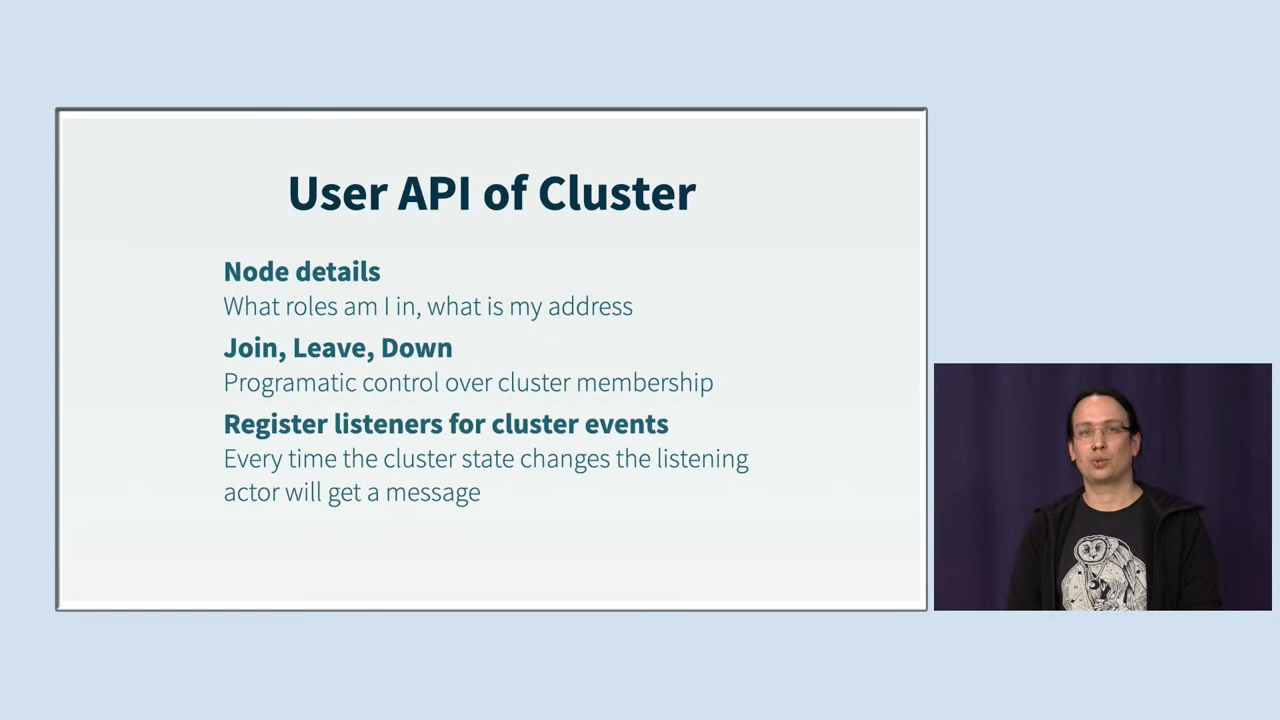 User API of Cluster
Node details
What roles am I in, what is my address
Join, Leave, Down
Programatic control over cluster membership
Register listeners for cluster events
Every time the cluster state changes the listening
actor will get a message